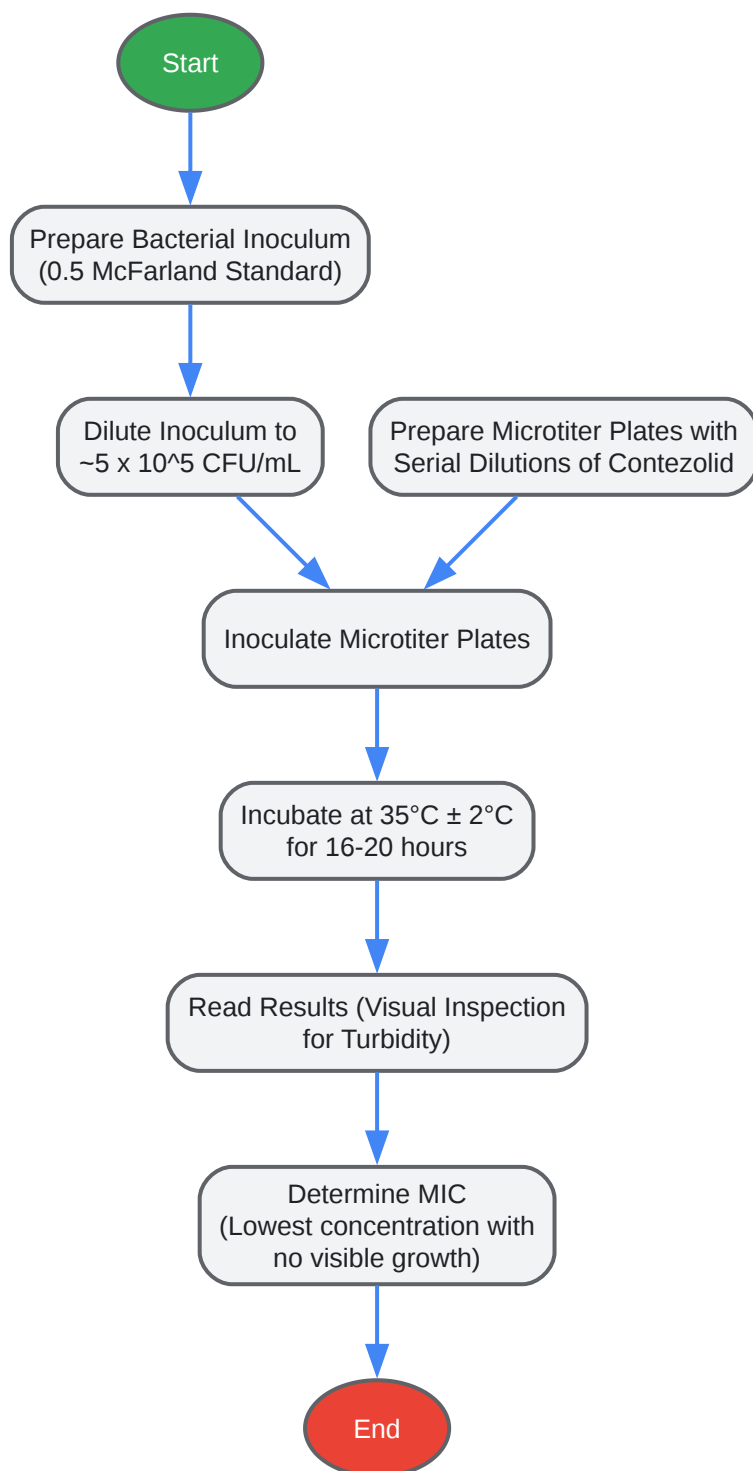 Start
Prepare Bacterial Inoculum
(0.5 McFarland Standard)
Dilute Inoculum to
~5 x 10^5 CFU/mL
Prepare Microtiter Plates with
Serial Dilutions of Contezolid
Inoculate Microtiter Plates
Incubate at 35°C ± 2°C
for 16-20 hours
Read Results (Visual Inspection
for Turbidity)
Determine MIC
(Lowest concentration with
no visible growth)
End